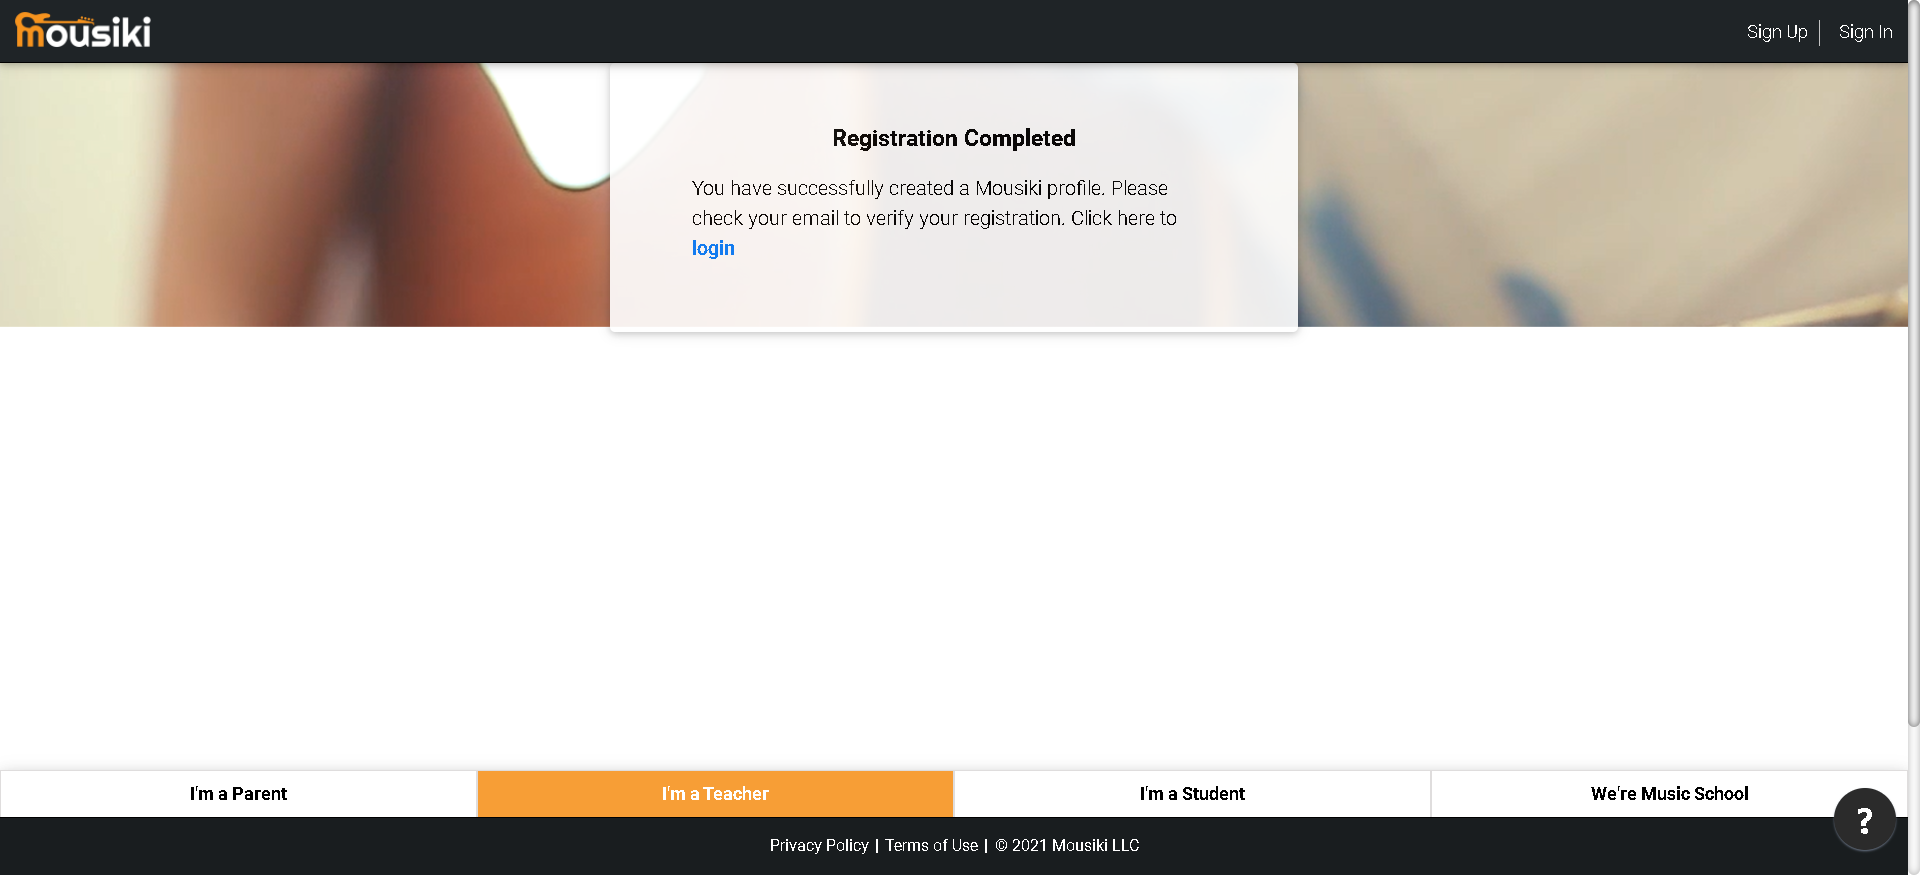 mousiki
Sign Up
Sign In
Registration Completed
You have successfully created a Mousiki profile. Please
check your email to verify your registration. Click here to
login
I'm a Parent
I'm a Teacher
I'm a Student
We're Music School
?
Privacy Policy | Terms of Use | © 2021 Mousiki LLC